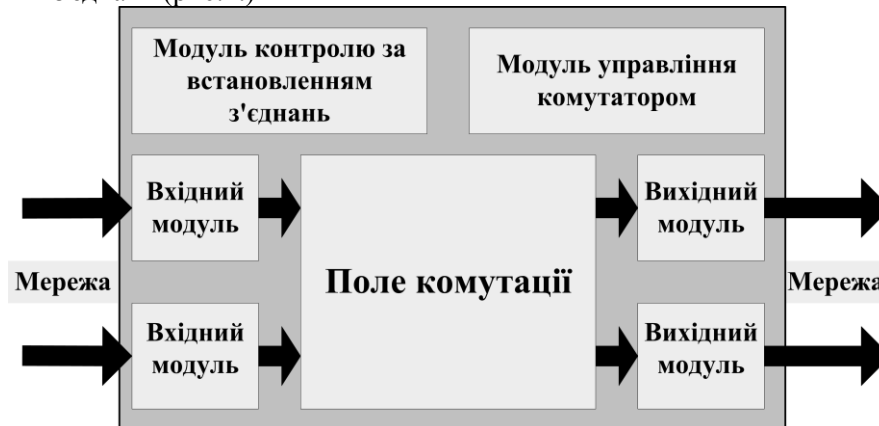 Модуль контролю за
встановленням
з'єднань
Модуль управління
комутатором
Вхідний
модуль
Вихідний
модуль
Мережа
Поле комутації
Мережа
Вхідний
модуль
Вихідний
модуль